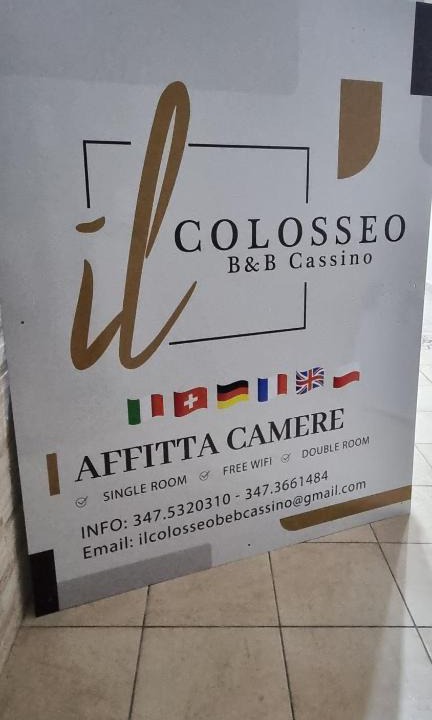 il
COLOSSEO
B&B Cassino
AFFITTA CAMERE
SINGLE ROOM FREE WIFI DOUBLE ROOM
INFO: 347.5320310 - 347.3661484
Email: ilcolosseobebcassino@gmail.com